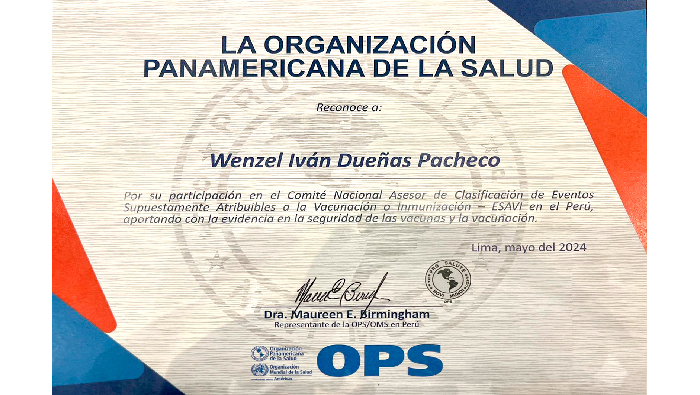 LA ORGANIZACIÓN
PANAMERICANA DE LA SALUD
Reconoce a:
Wenzel Iván Dueñas Pacheco
Por su participación en el Comité Nacional Asesor de Clasificación de Eventos
Supuestamente Atribuibles a la Vacunación o Inmunización – ESAVI en el Perú,
aportando con la evidencia en la seguridad de las vacunas y la vacunación.
Lima, mayo del 2024
Dra. Maureen E. Birmingham
Representante de la OPS/OMS en Perú
Organización
Panamericana
de la Salud
Organización
Mundial de la Salud
Américas
OPS